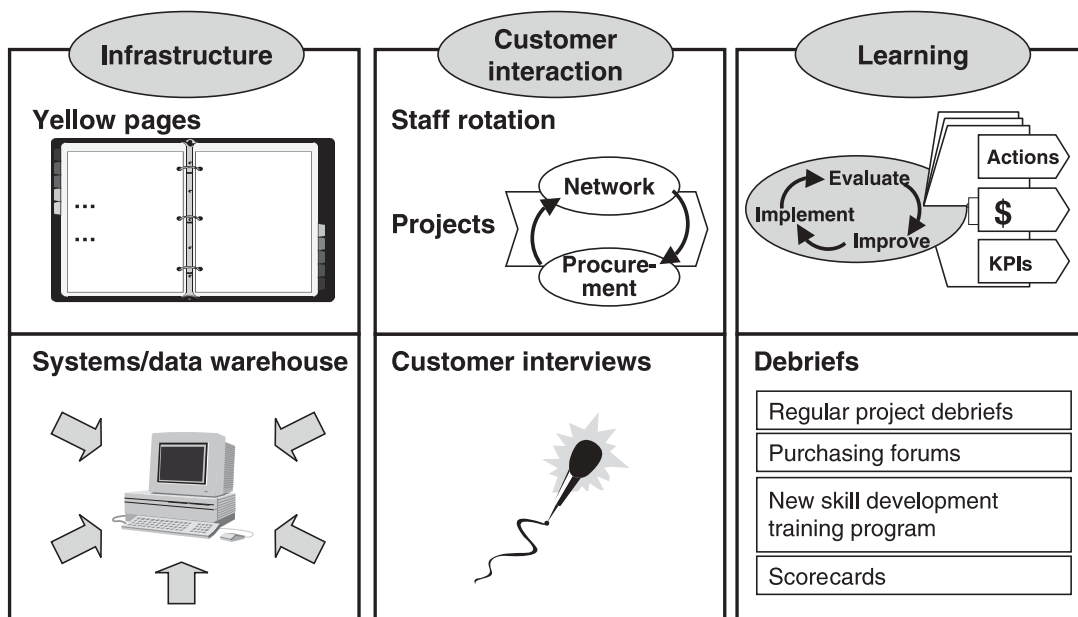 Infrastructure
Yellow pages
...
...
Systems/data warehouse
Customer
interaction
Staff rotation
Projects
Network
Procure-
ment
Customer interviews
Learning
Evaluate
Implement
Improve
Actions
$
KPIs
Debriefs
Regular project debriefs
Purchasing forums
New skill development
training program
Scorecards